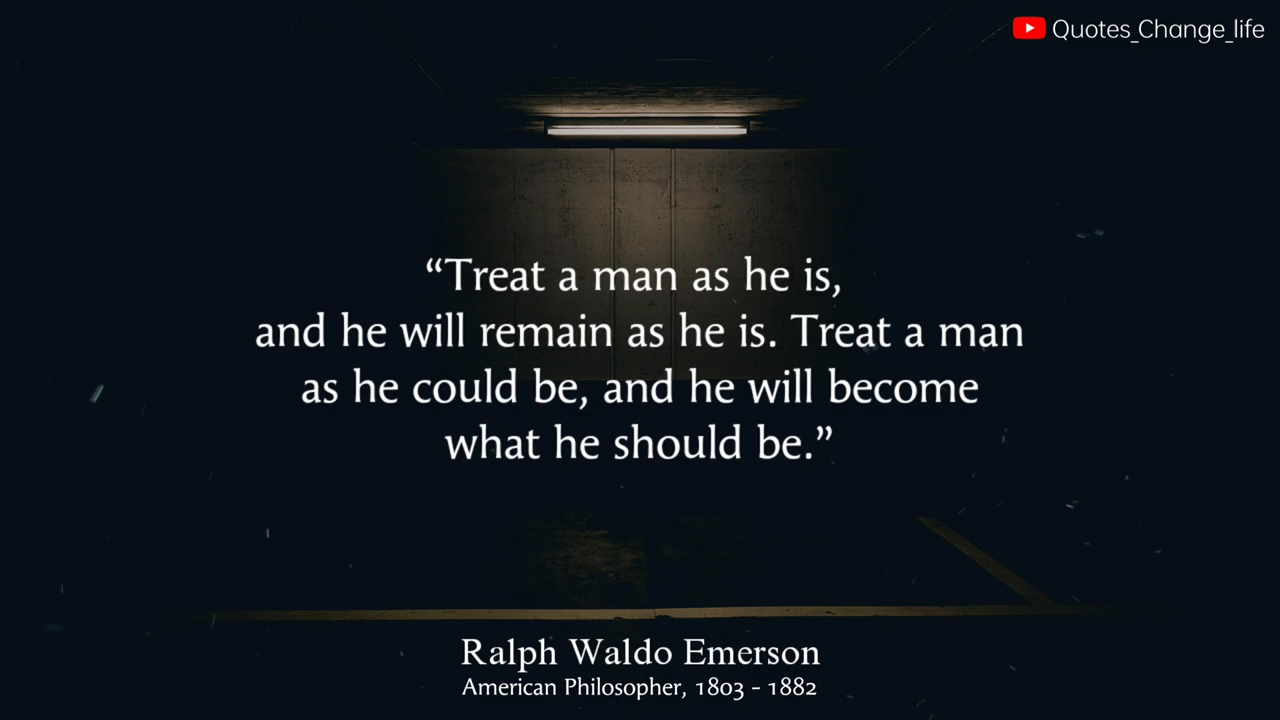 Quotes_Change_life
“Treat a man as he is,
and he will remain as he is. Treat a man
as he could be, and he will become
what he should be.”
Ralph Waldo Emerson
American Philosopher, 1803 - 1882